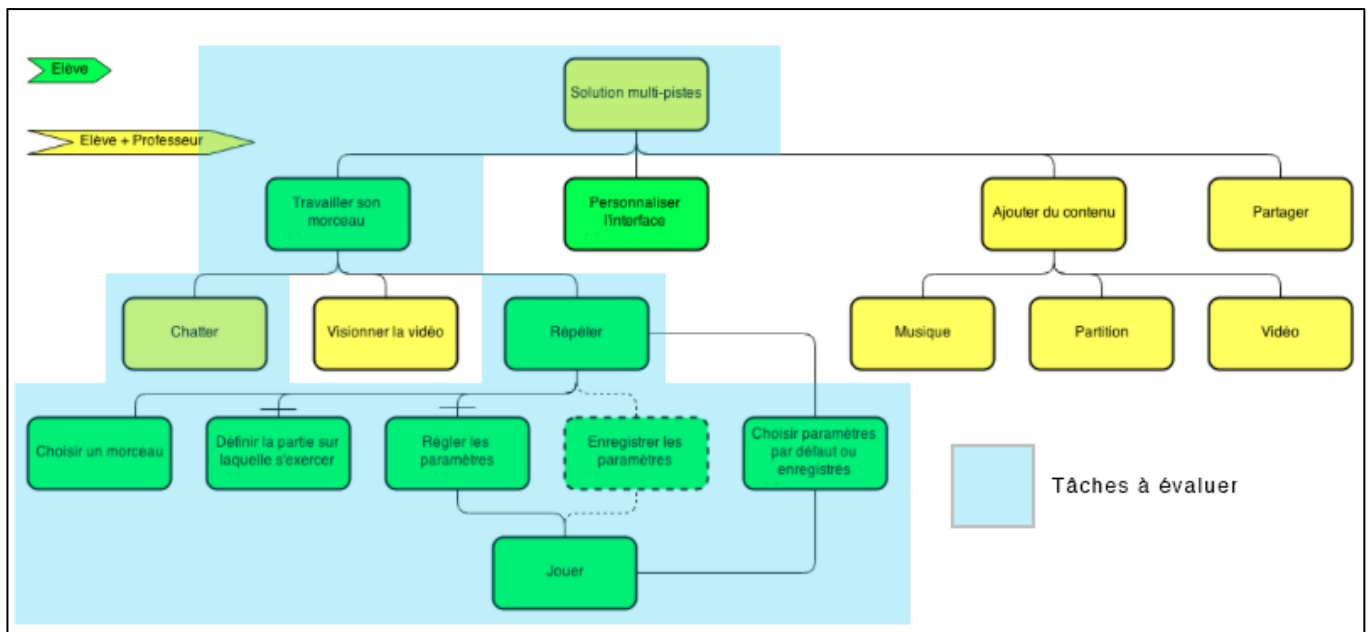 Elève
Solution multi-pistes
Elève + Professeur
Travailler son
morceau
Personnaliser
l'interface
Ajouter du contenu
Partager
Chatter
Visionner la vidéo
Répéter
Musique
Partition
Vidéo
Choisir un morceau
Définir la partie sur
laquelle s'exercer
Régler les
paramètres
Enregistrer les
paramètres
Choisir paramètres
par défaut ou
enregistrés
Tâches à évaluer
Jouer